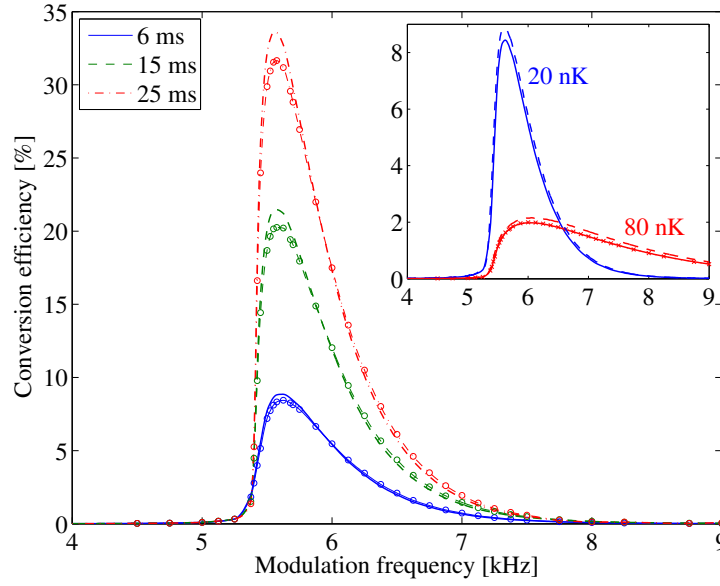 35
30
25
20
15
10
5
0
Conversion efficiency [%]
6 ms
15 ms
25 ms
8
6
4
2
0
20 nK
80 nK
4 5 6 7 8 9
4 5 6 7 8 9
Modulation frequency [kHz]